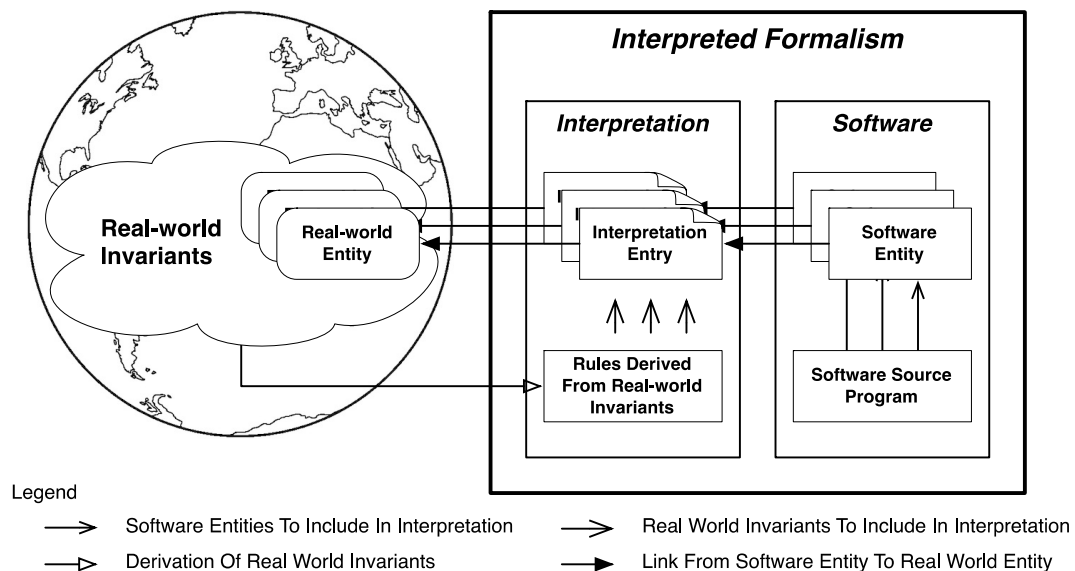 Interpreted Formalism
Interpretation
Software
Real-world
Invariants
Real-world
Entity
Interpretation
Entry
Software
Entity
Rules Derived
From Real-world
Invariants
Software Source
Program
Legend
Software Entities To Include In Interpretation
Real World Invariants To Include In Interpretation
Derivation Of Real World Invariants
Link From Software Entity To Real World Entity